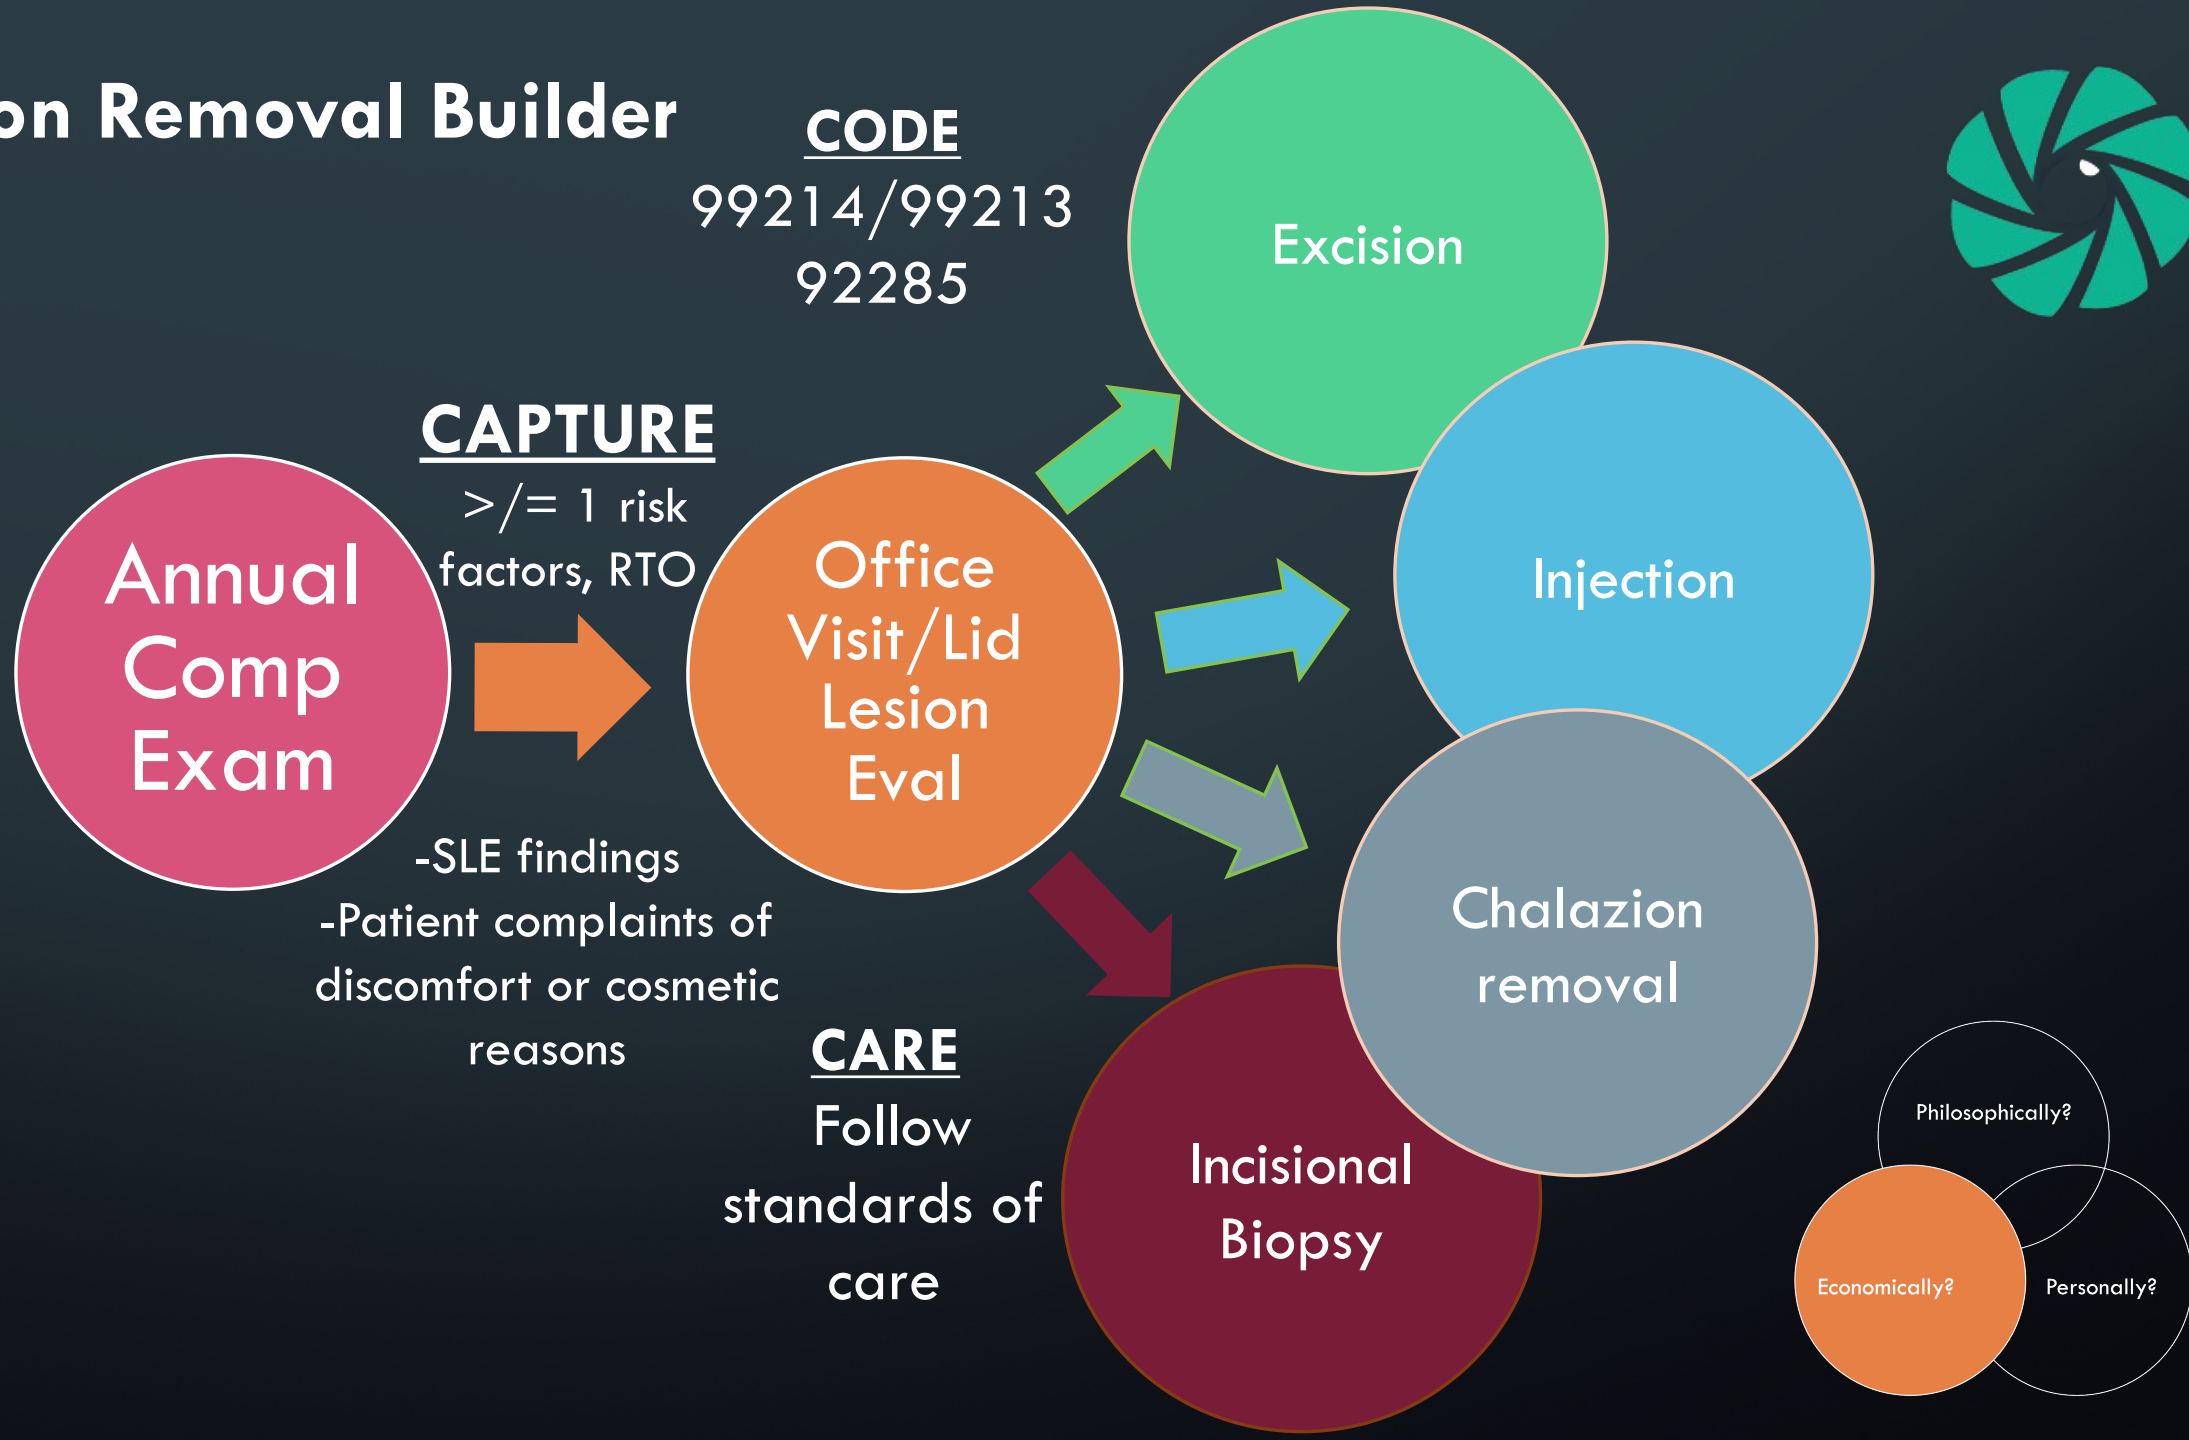 on Removal Builder
CODE
99214/99213
92285
CAPTURE
>/= 1 risk
factors, RTO
Annual
Comp
Exam
Office
Visit/Lid
Lesion
Eval
-SLE findings
-Patient complaints of
discomfort or cosmetic
reasons
CARE
Follow
standards of
care
Excision
Injection
Chalazion
removal
Incisional
Biopsy
Philosophically?
Economically?
Personally?